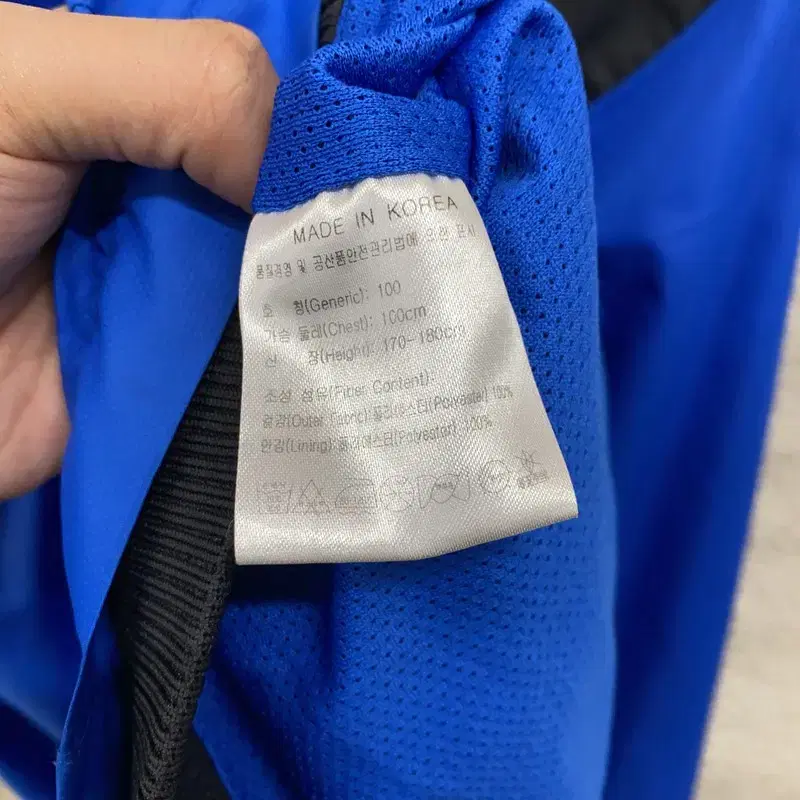 MADE IN KOREA
품질경영 및 공산품안전관리법에 의한 표시
호 칭(Generic): 100
가슴 둘레(Chest): 100cm
신 장(Height): 170-180cm
조성 섬유(Fiber Content):
겉감(Outer Fabric):폴리에스터(Polyester) 100%
안감(Lining):폴리에스터(Polyester) 100%